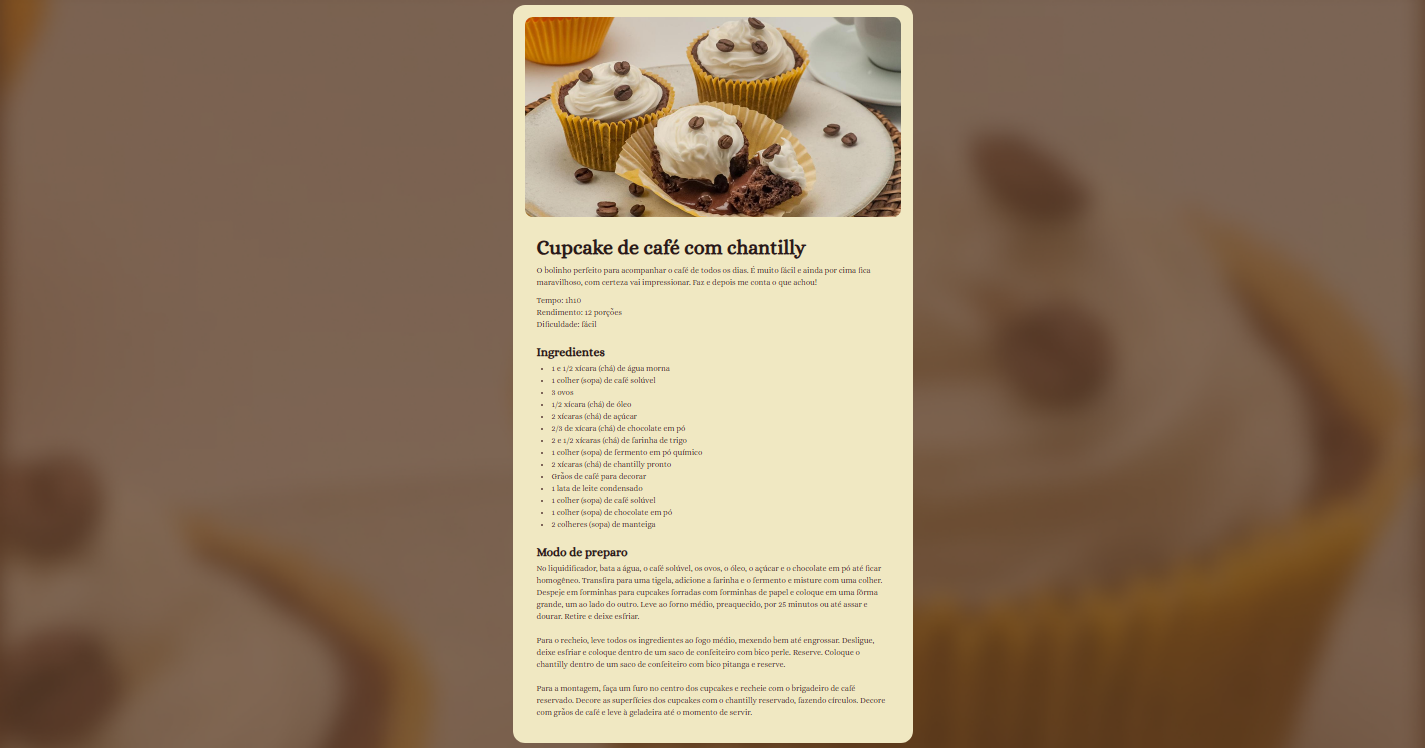 Cupcake de café com chantilly
O bolinho perfeito para acompanhar o café de todos os dias. É muito fácil e ainda por cima fica
maravilhoso, com certeza vai impressionar. Faz e depois me conta o que achou!
Tempo: 1h10
Rendimento: 12 porções
Dificuldade: fácil
Ingredientes
• 1 e 1/2 xícara (chá) de água morna
• 1 colher (sopa) de café solúvel
• 3 ovos
• 1/2 xícara (chá) de óleo
• 2 xícaras (chá) de açúcar
• 2/3 de xícara (chá) de chocolate em pó
• 2 e 1/2 xícaras (chá) de farinha de trigo
• 1 colher (sopa) de fermento em pó químico
• 2 xícaras (chá) de chantilly pronto
• Grãos de café para decorar
• 1 lata de leite condensado
• 1 colher (sopa) de café solúvel
• 1 colher (sopa) de chocolate em pó
• 2 colheres (sopa) de manteiga
Modo de preparo
No liquidificador, bata a água, o café solúvel, os ovos, o óleo, o açúcar e o chocolate em pó até ficar
homogêneo. Transfira para uma tigela, adicione a farinha e o fermento e misture com uma colher.
Despeje em forminhas para cupcakes forradas com forminhas de papel e coloque em uma fôrma
grande, um ao lado do outro. Leve ao forno médio, preaquecido, por 25 minutos ou até assar e
dourar. Retire e deixe esfriar.
Para o recheio, leve todos os ingredientes ao fogo médio, mexendo bem até engrossar. Desligue,
deixe esfriar e coloque dentro de um saco de confeiteiro com bico perle. Reserve. Coloque o
chantilly dentro de um saco de confeiteiro com bico pitanga e reserve.
Para a montagem, faça um furo no centro dos cupcakes e recheie com o brigadeiro de café
reservado. Decore as superfícies dos cupcakes com o chantilly reservado, fazendo círculos. Decore
com grãos de café e leve à geladeira até o momento de servir.